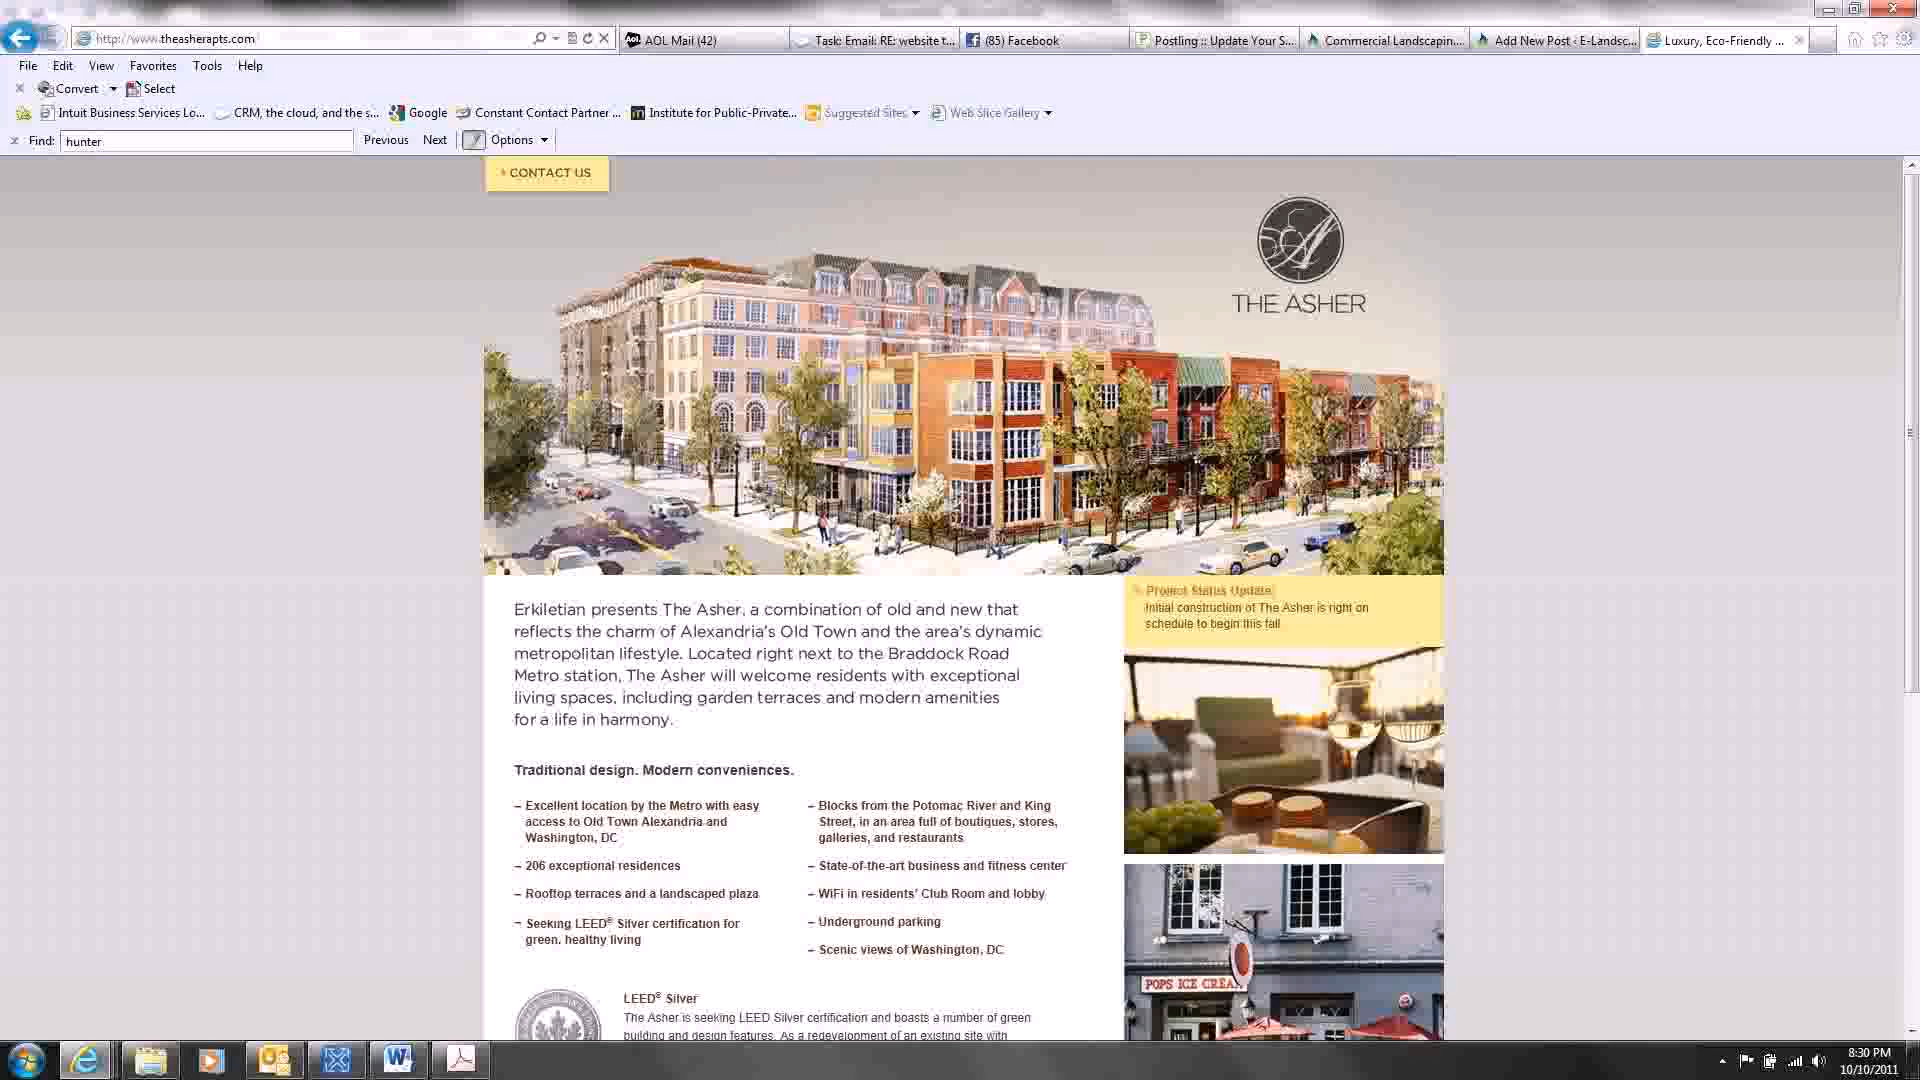 http://www.theasherapts.com
AOL Mail (42)
Task: Email: RE: website t...
(85) Facebook
Postling :: Update Your S...
Commercial Landscapin...
Add New Post ‹ E-Landsc...
Luxury, Eco-Friendly ...
File Edit View Favorites Tools Help
Convert Select
Intuit Business Services Lo... CRM, the cloud, and the s... Google Constant Contact Partner ... Institute for Public-Private... Suggested Sites Web Slice Gallery
Find: hunter Previous Next Options
CONTACT US
THE ASHER
Erkiletian presents The Asher, a combination of old and new that
reflects the charm of Alexandria's Old Town and the area's dynamic
metropolitan lifestyle. Located right next to the Braddock Road
Metro station, The Asher will welcome residents with exceptional
living spaces, including garden terraces and modern amenities
for a life in harmony.
Project Status Update:
Initial construction of The Asher is right on
schedule to begin this fall.
Traditional design. Modern conveniences.
– Excellent location by the Metro with easy
access to Old Town Alexandria and
Washington, DC
– 206 exceptional residences
– Rooftop terraces and a landscaped plaza
– Seeking LEED® Silver certification for
green, healthy living
– Blocks from the Potomac River and King
Street, in an area full of boutiques, stores,
galleries, and restaurants
– State-of-the-art business and fitness center
– WiFi in residents' Club Room and lobby
– Underground parking
– Scenic views of Washington, DC
POPS ICE CREAM
LEED® Silver
The Asher is seeking LEED Silver certification and boasts a number of green
building and design features. As a redevelopment of an existing site with
8:30 PM
10/10/2011